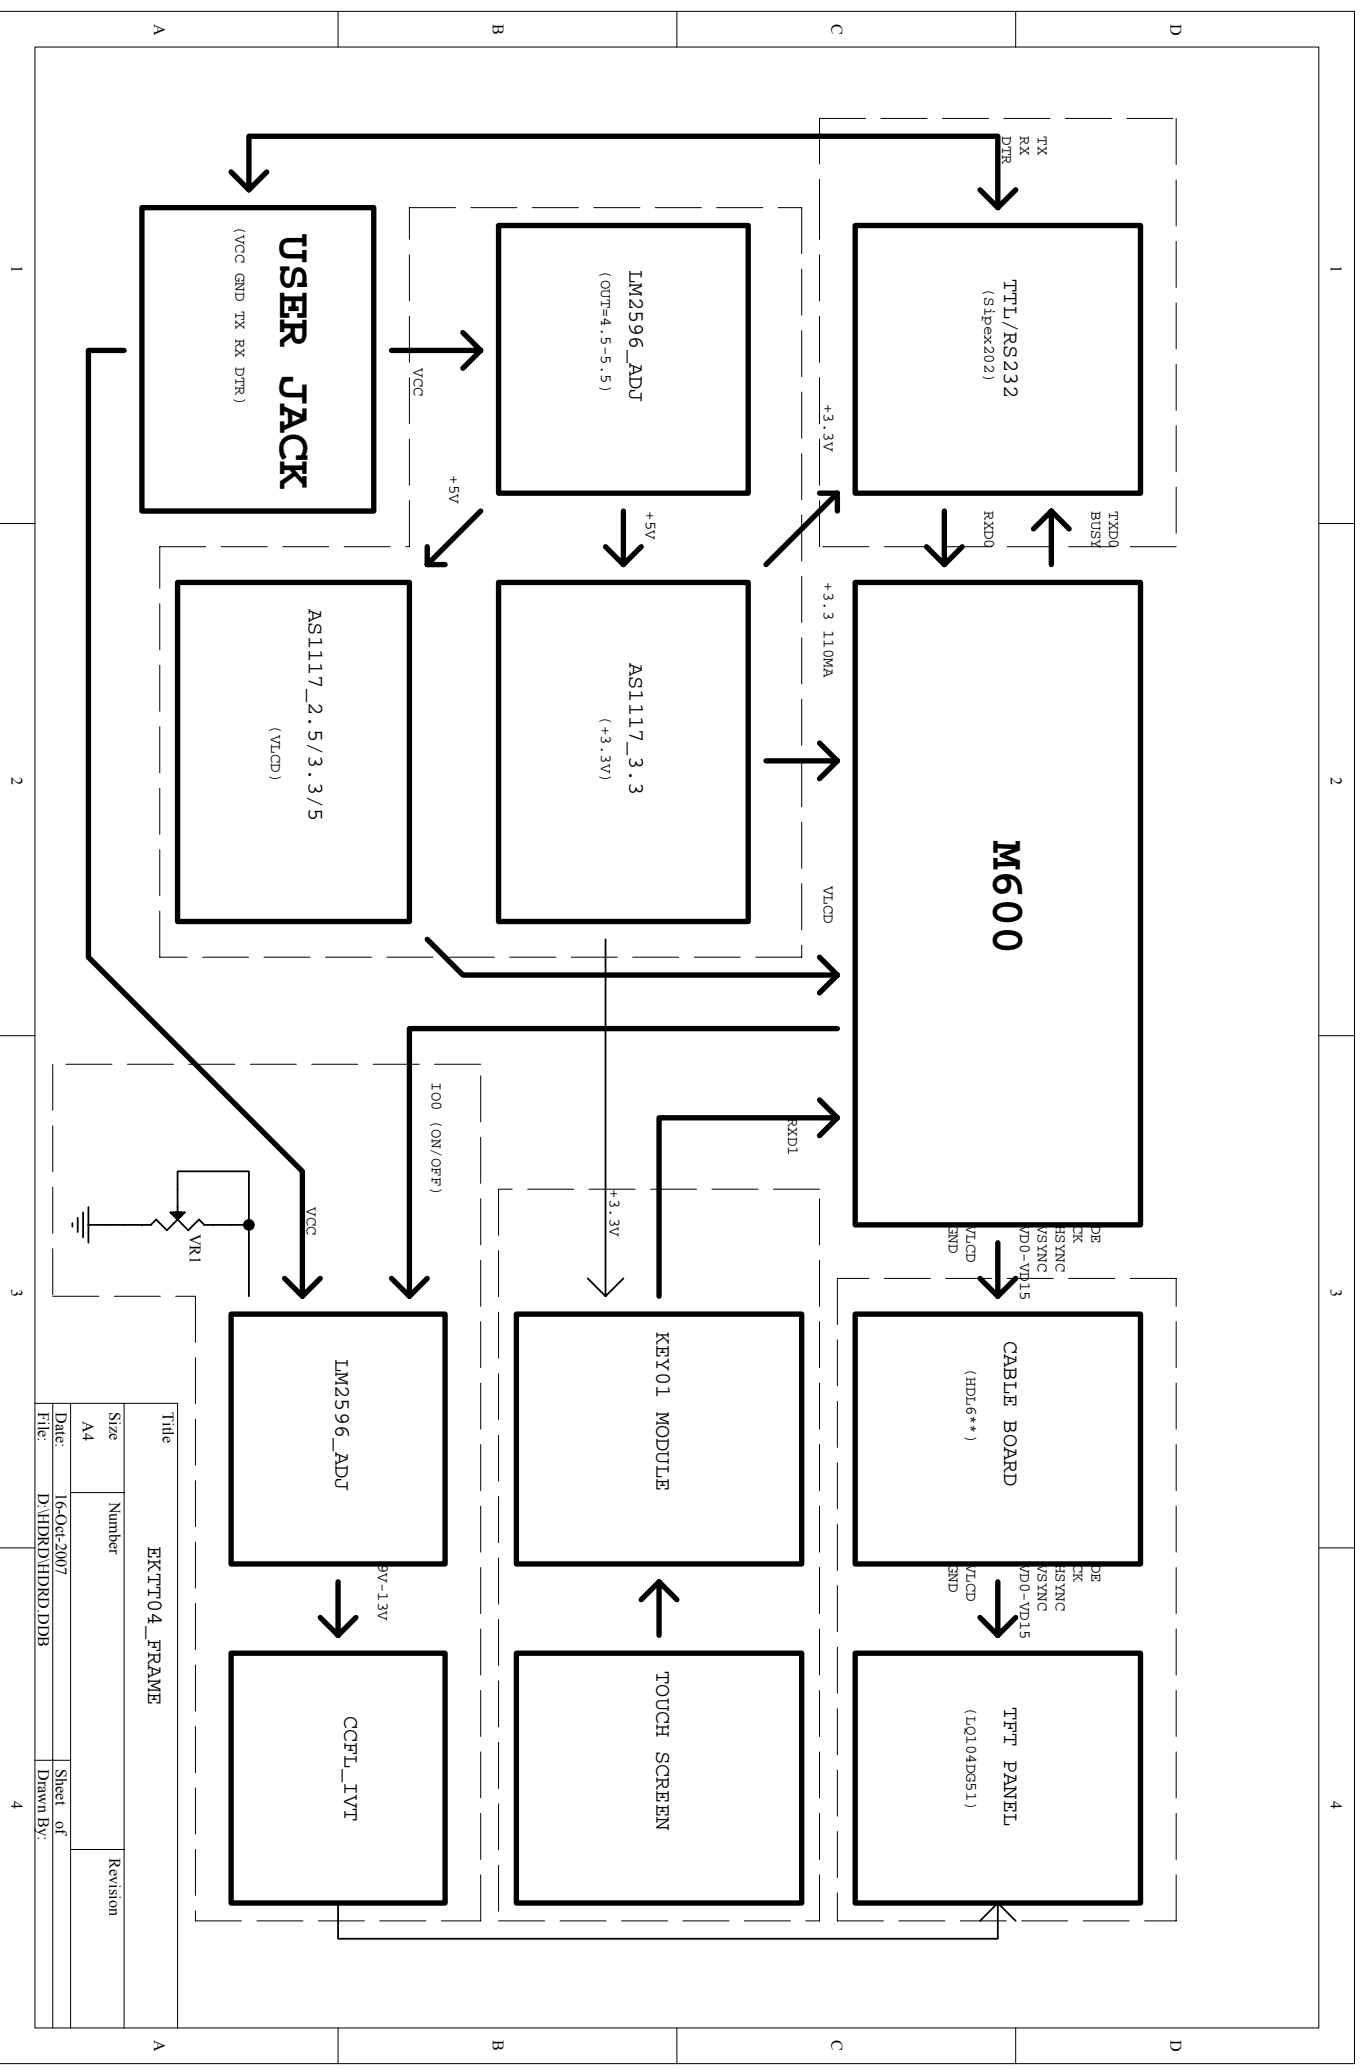 1
2
3
4
D
D
C
C
B
B
A
A
TX
RX
DTR
TTL/RS232
(Sipex202)
TXD0
BUSY
RXD0
M600
DE
CK
HSYNC
VSYNC
VD0-VD15
VLCD
GND
CABLE BOARD
(HDL6**)
DE
CK
HSYNC
VSYNC
VD0-VD15
VLCD
GND
TFT PANEL
(LQ104DG51)
+3.3V
+3.3 110MA
VLCD
RXD1
LM2596_ADJ
(OUT=4.5-5.5)
+5V
AS1117_3.3
(+3.3V)
+3.3V
KEY01 MODULE
TOUCH SCREEN
VCC
+5V
IO0 (ON/OFF)
USER JACK
(VCC GND TX RX DTR)
AS1117_2.5/3.3/5
(VLCD)
VCC
VR1
LM2596_ADJ
9V-13V
CCFL_IVT
Title
EKTT04_FRAME
Size
Number
Revision
A4
Date:
16-Oct-2007
Sheet of
File:
D:\HDRD\HDRD.DDB
Drawn By:
1
2
3
4